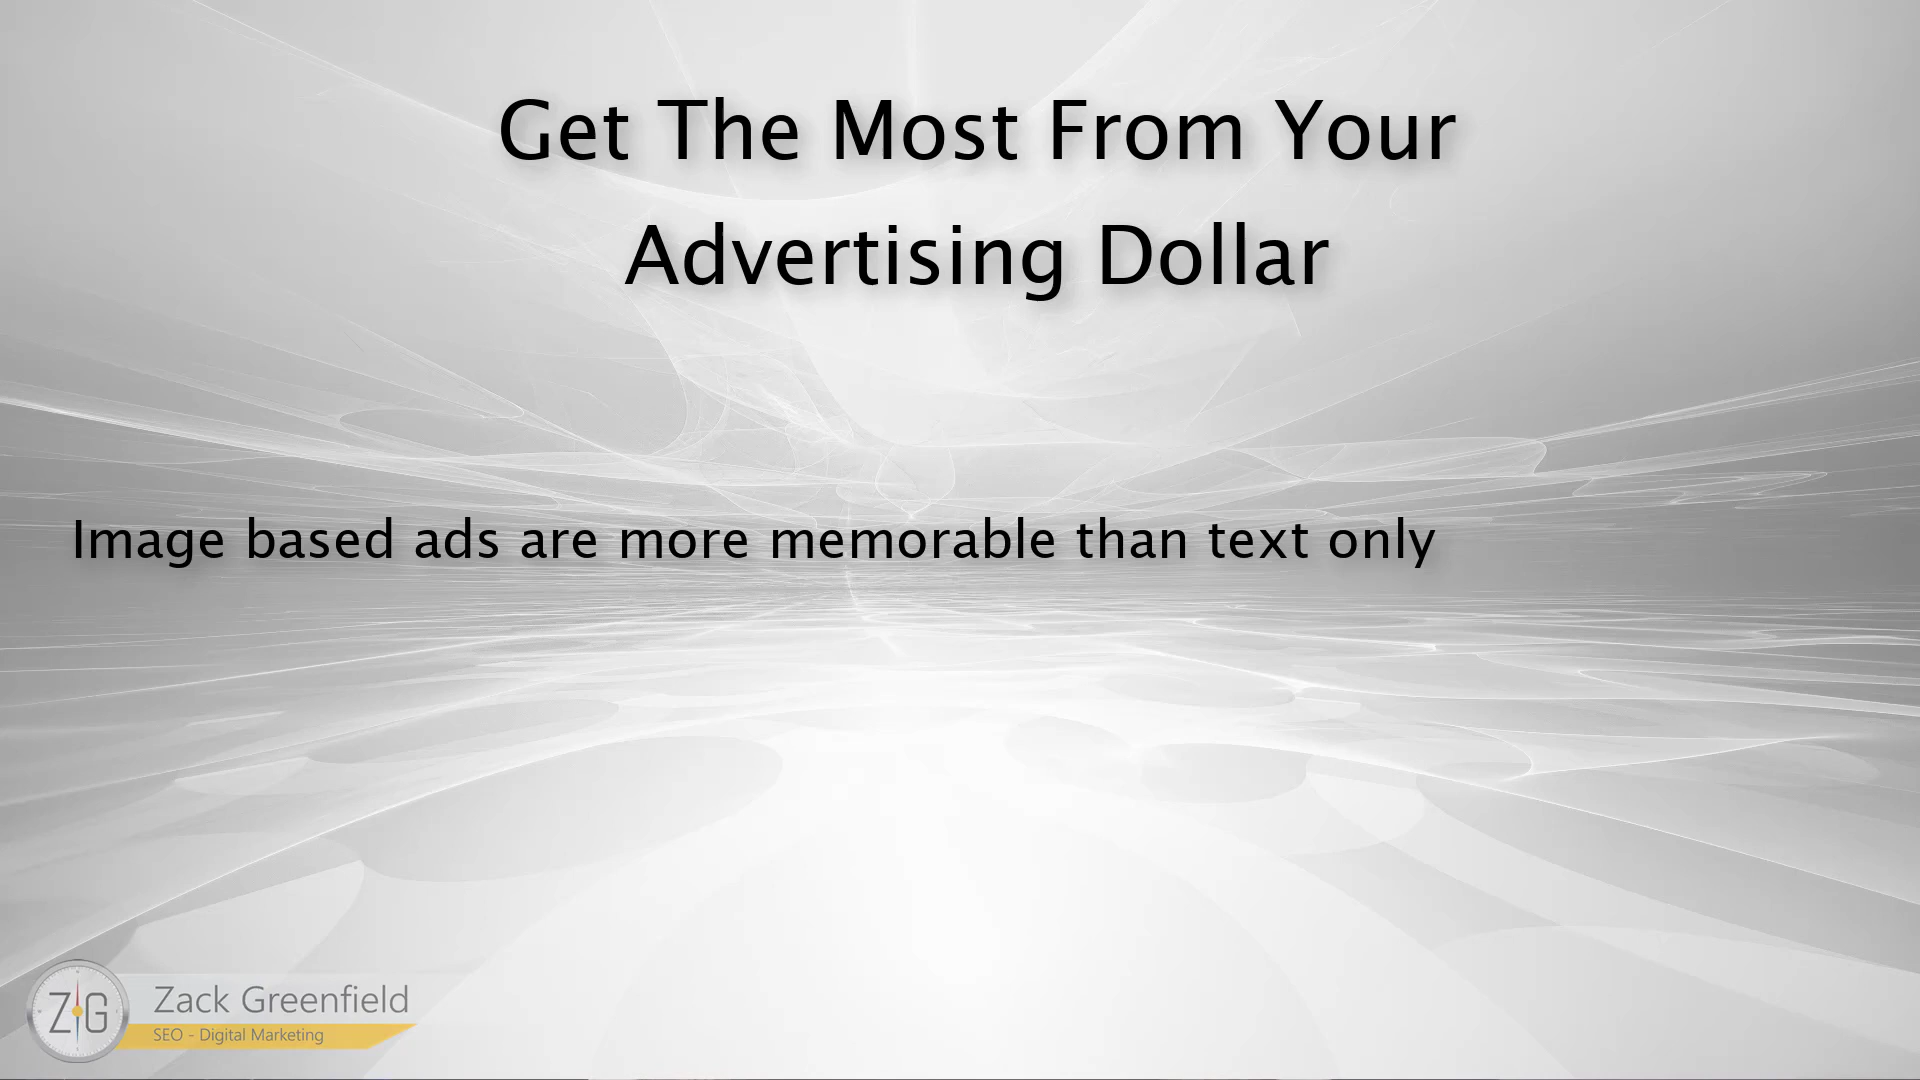 Get The Most From Your
Advertising Dollar
Image based ads are more memorable than text only
ZG
Zack Greenfield
SEO - Digital Marketing